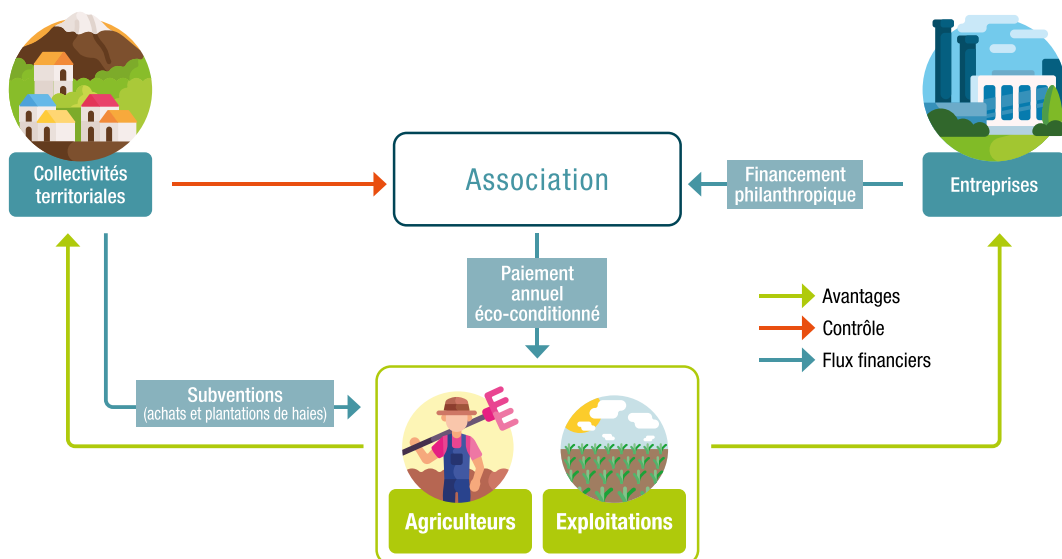 Collectivités
territoriales
Association
Financement
philanthropique
Entreprises
Paiement
annuel
éco-conditionné
Avantages
Contrôle
Flux financiers
Subventions
(achats et plantations de haies)
Agriculteurs
Exploitations